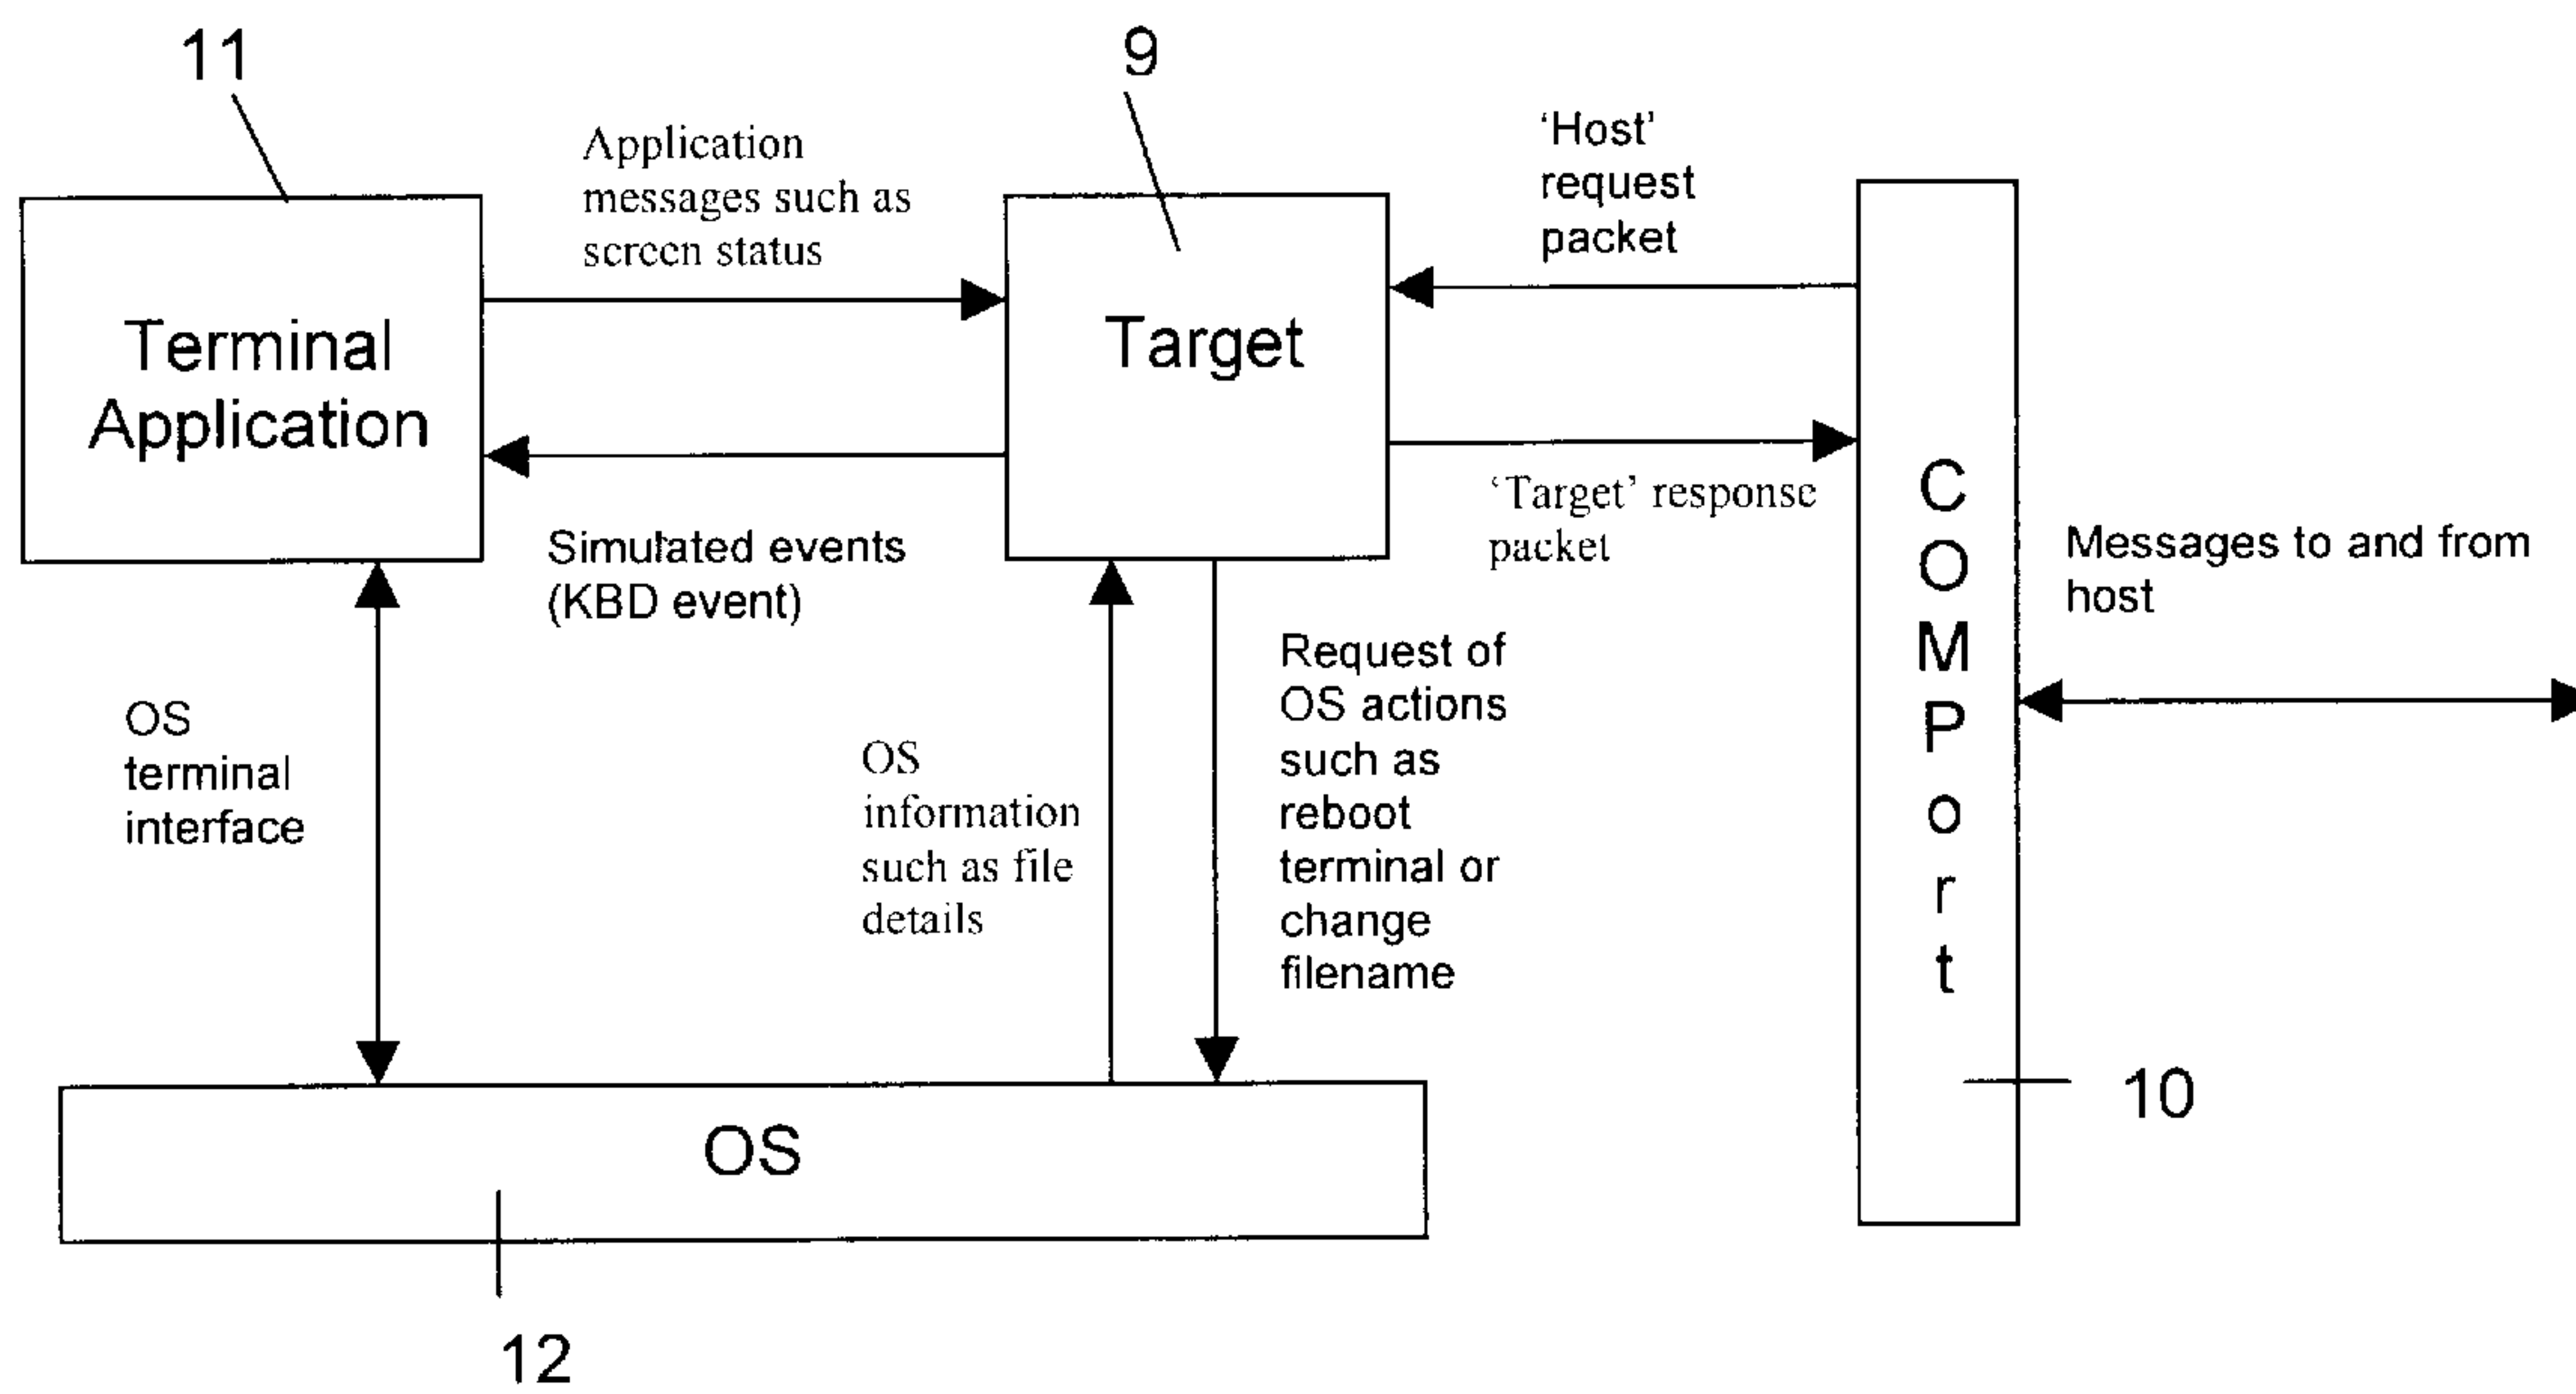 11
9
Application
messages such as
screen status
'Host'
request
packet
Terminal
Application
Target
'Target' response
packet
Simulated events
(KBD event)
C
O
M
P
o
r
t
Messages to and from
host
OS
terminal
interface
OS
information
such as file
details
Request of
OS actions
such as
reboot
terminal or
change
filename
10
OS
12